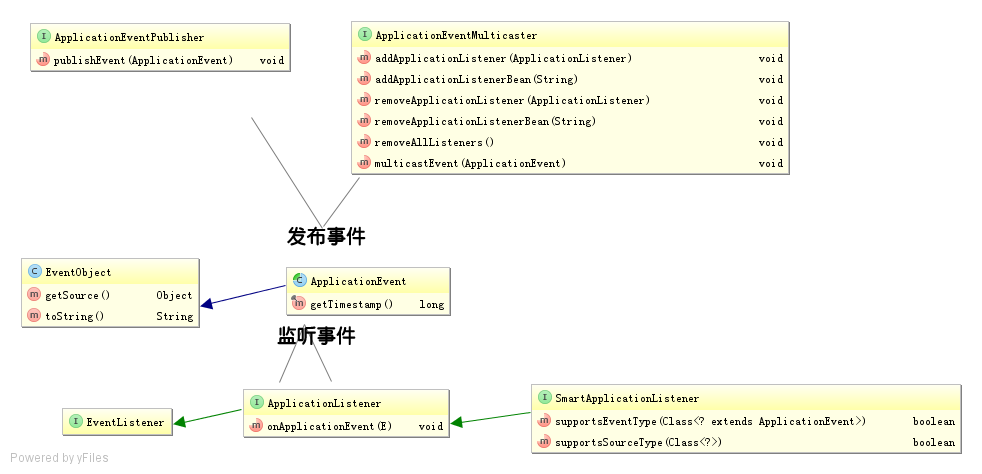 ApplicationEventPublisher
publishEvent(ApplicationEvent) void
ApplicationEventMulticaster
addApplicationListener(ApplicationListener) void
addApplicationListenerBean(String) void
removeApplicationListener(ApplicationListener) void
removeApplicationListenerBean(String) void
removeAllListeners() void
multicastEvent(ApplicationEvent) void
发布事件
EventObject
getSource() Object
toString() String
ApplicationEvent
getTimestamp() long
监听事件
EventListener
ApplicationListener
onApplicationEvent(E) void
SmartApplicationListener
supportsEventType(Class<? extends ApplicationEvent>) boolean
supportsSourceType(Class<?>) boolean
Powered by yFiles